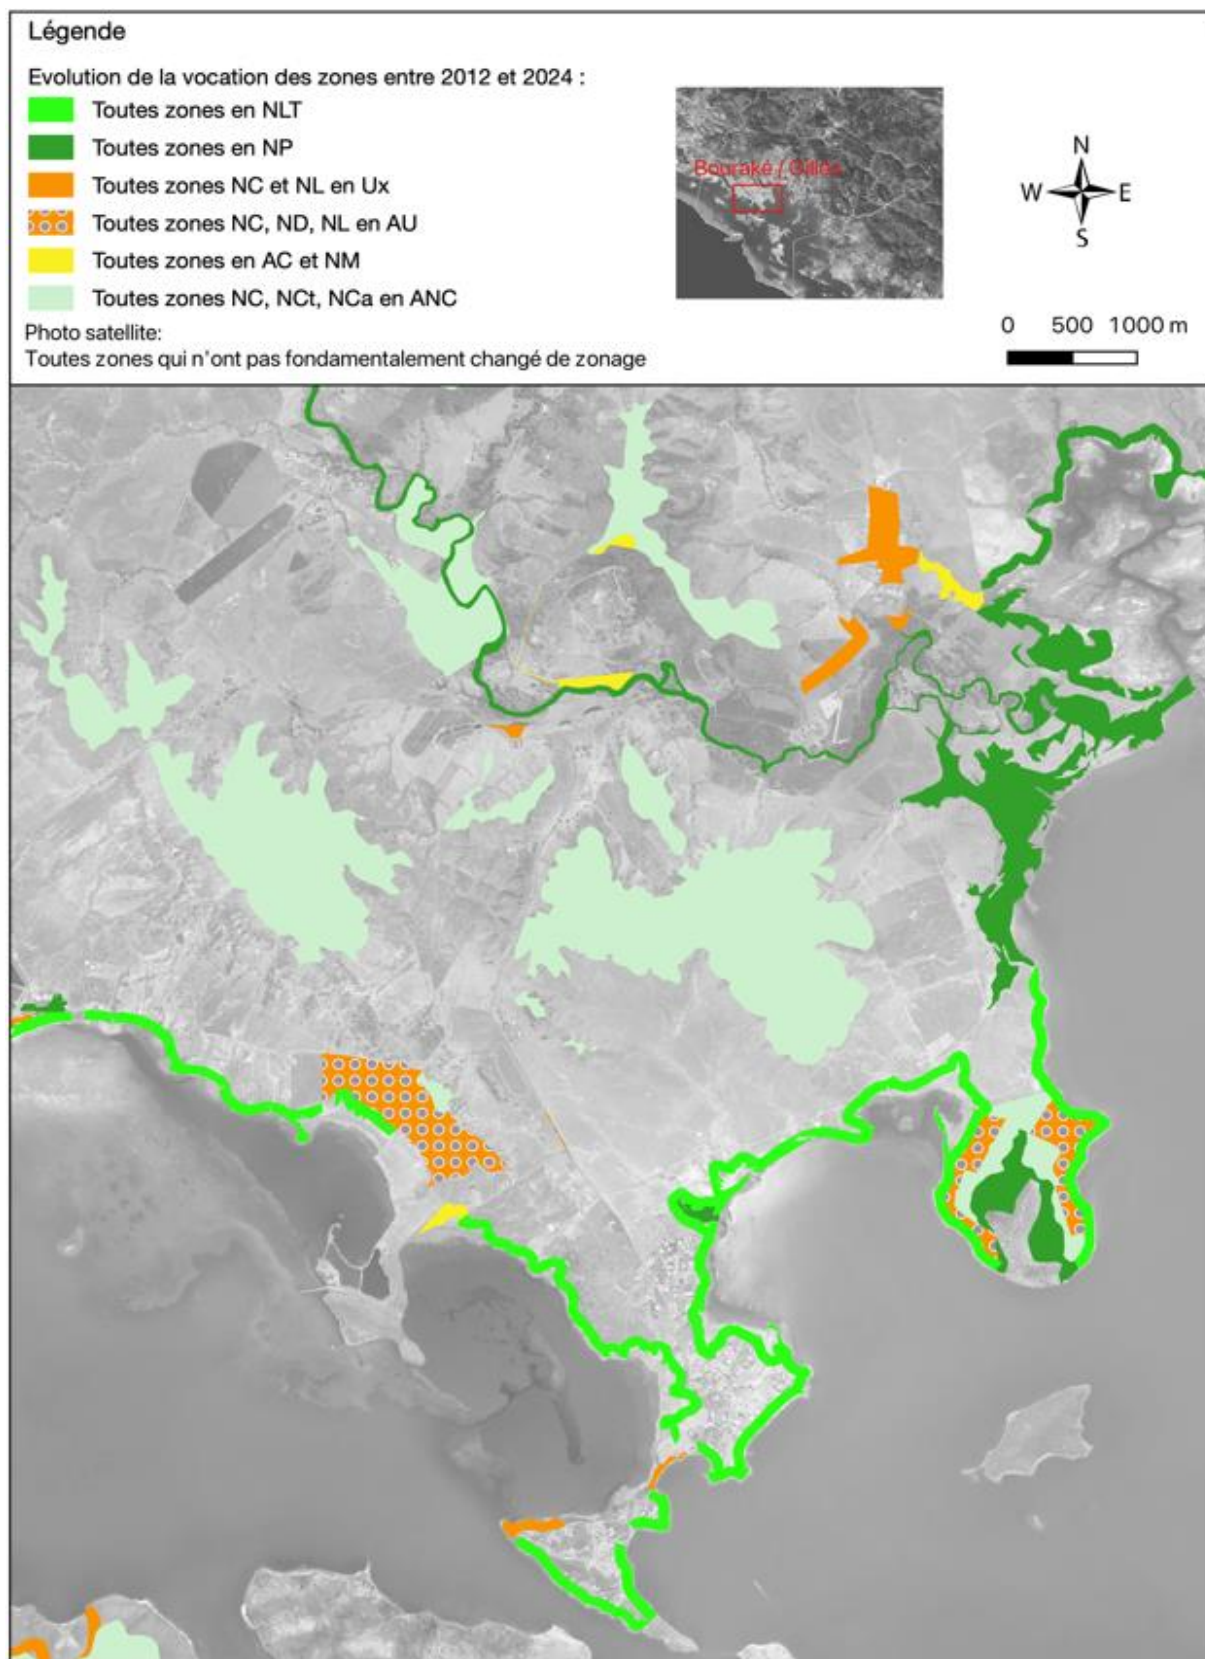 Légende
Evolution de la vocation des zones entre 2012 et 2024 :
Toutes zones en NLT
Toutes zones en NP
Toutes zones NC et NL en Ux
Toutes zones NC, ND, NL en AU
Toutes zones en AC et NM
Toutes zones NC, NCt, NCa en ANC
Photo satellite:
Toutes zones qui n'ont pas fondamentalement changé de zonage
Bouraké / Gilles
N
W E
S
0 500 1000 m